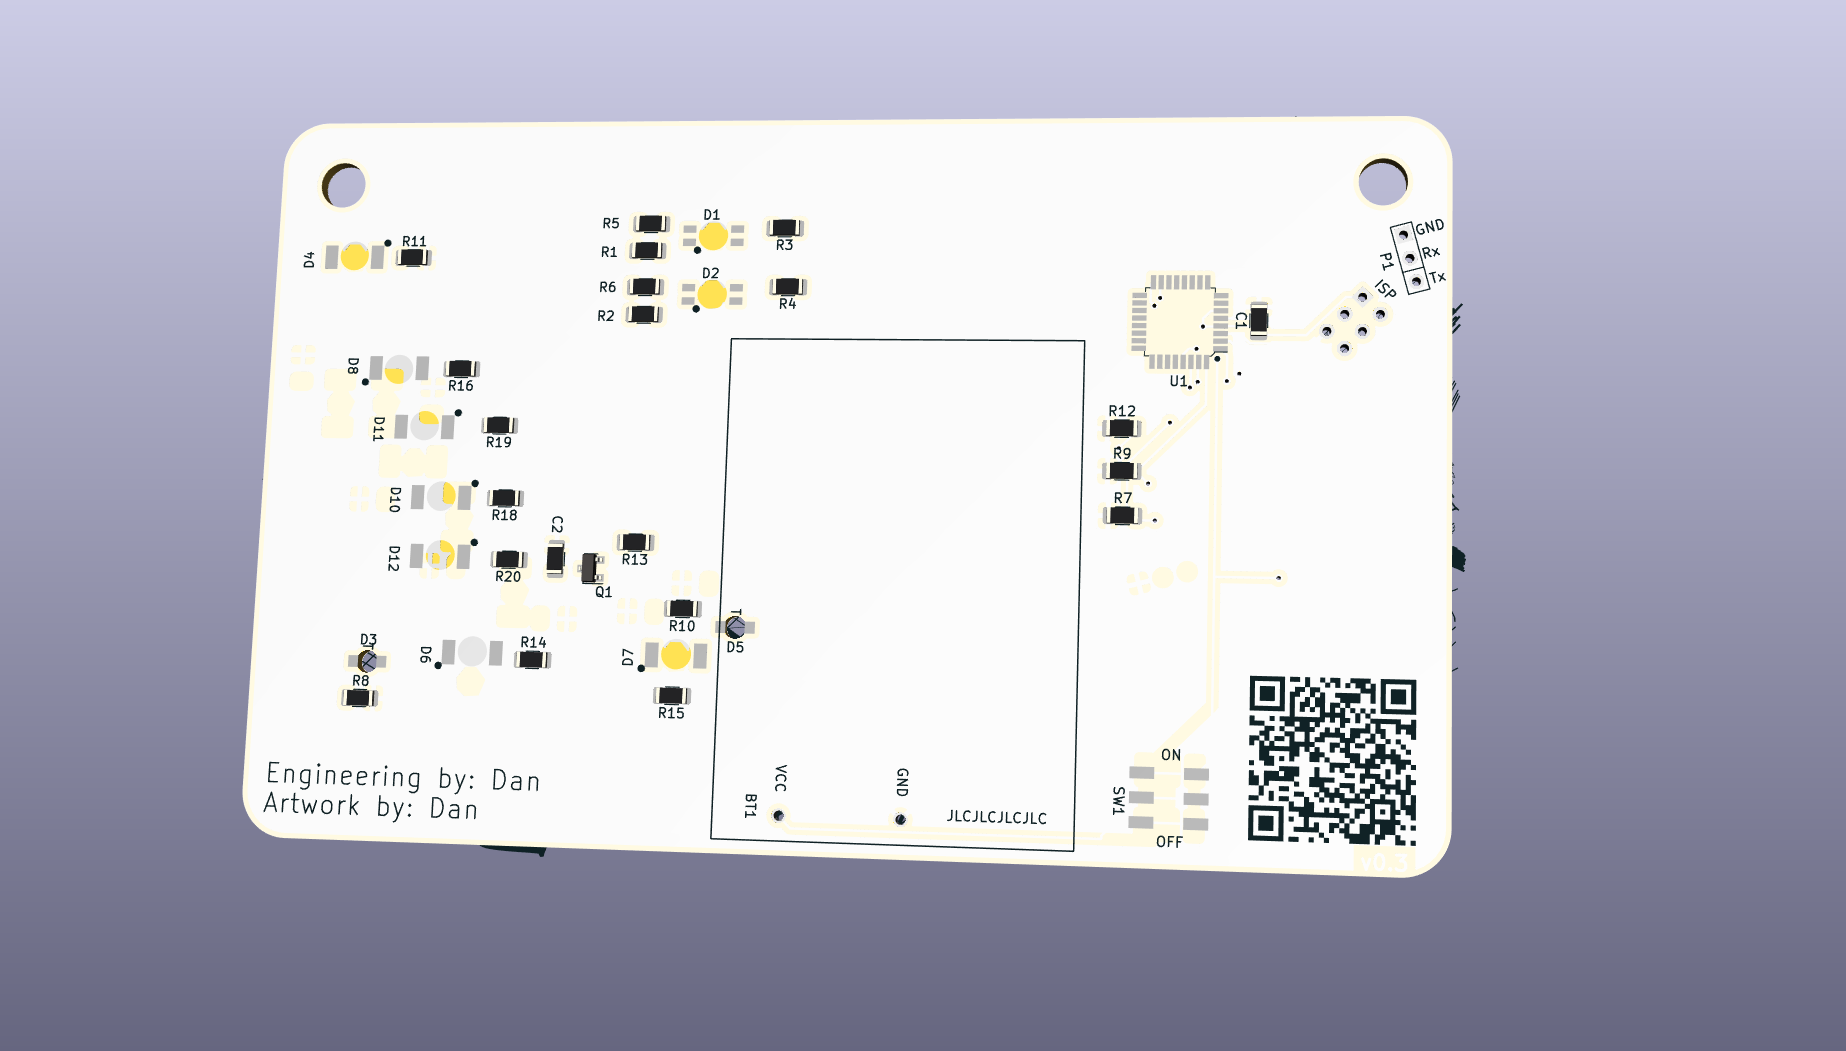 D1
R5
R3
R1
GND
R11
D4
Rx
P1
D2
Tx
R6
ISP
R4
R2
C1
D8
U1
R16
R12
D11
R19
R9
D10
R7
R18
C2
D12
R13
R20
Q1
T
R10
D3
T
R14
D5
D6
D7
R8
R15
ON
Engineering by: Dan
VCC
GND
Artwork by: Dan
BT1
SW1
JLCJLCJLCJLC
OFF
v0.3